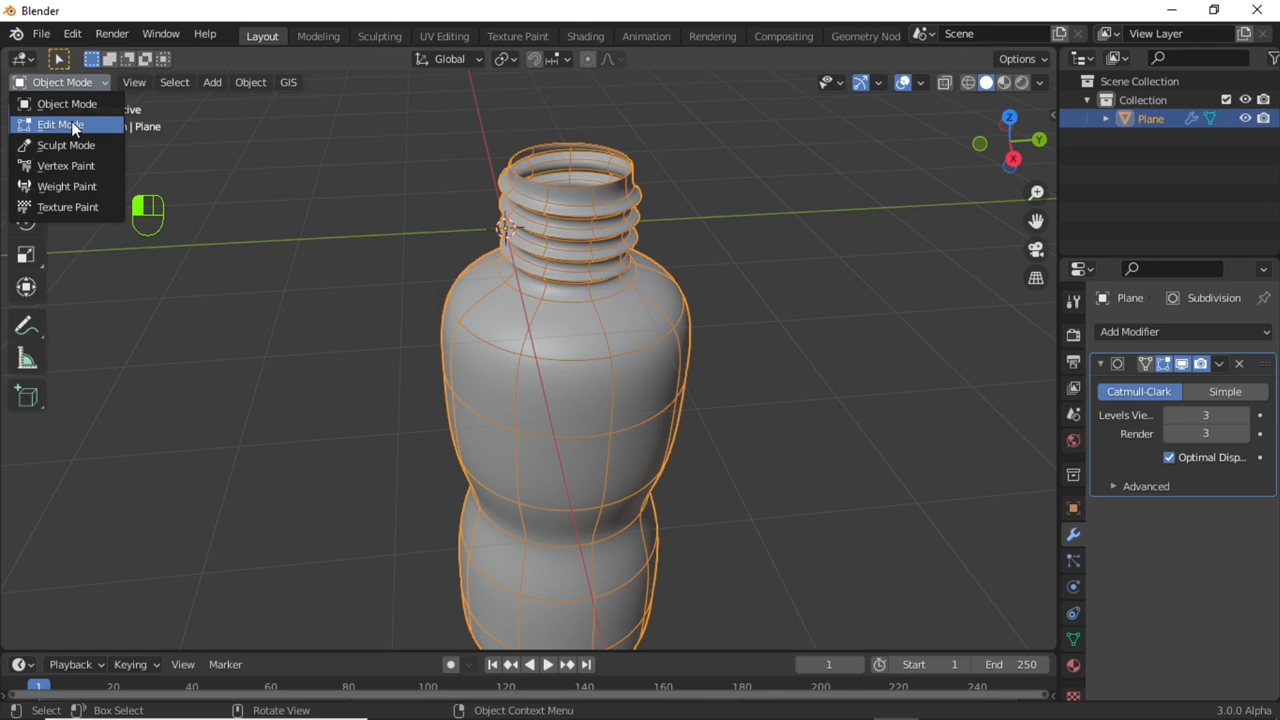 Blender
File Edit Render Window Help
Layout Modeling Sculpting UV Editing Texture Paint Shading Animation Rendering Compositing Geometry Nod
Scene
View Layer
Global
Options
Object Mode View Select Add Object GIS
Object Mode
Edit Mode
Sculpt Mode
Vertex Paint
Weight Paint
Texture Paint
| Plane
Z
Y
X
Scene Collection
Collection
Plane
Plane Subdivision
Add Modifier
Catmull-Clark Simple
Levels Vie... 3
Render 3
Optimal Disp...
Advanced
Playback Keying View Marker
1 Start 1 End 250
1 20 40 60 80 100 120 140 160 180 200 220 240
Select Box Select Rotate View Object Context Menu 3.0.0 Alpha